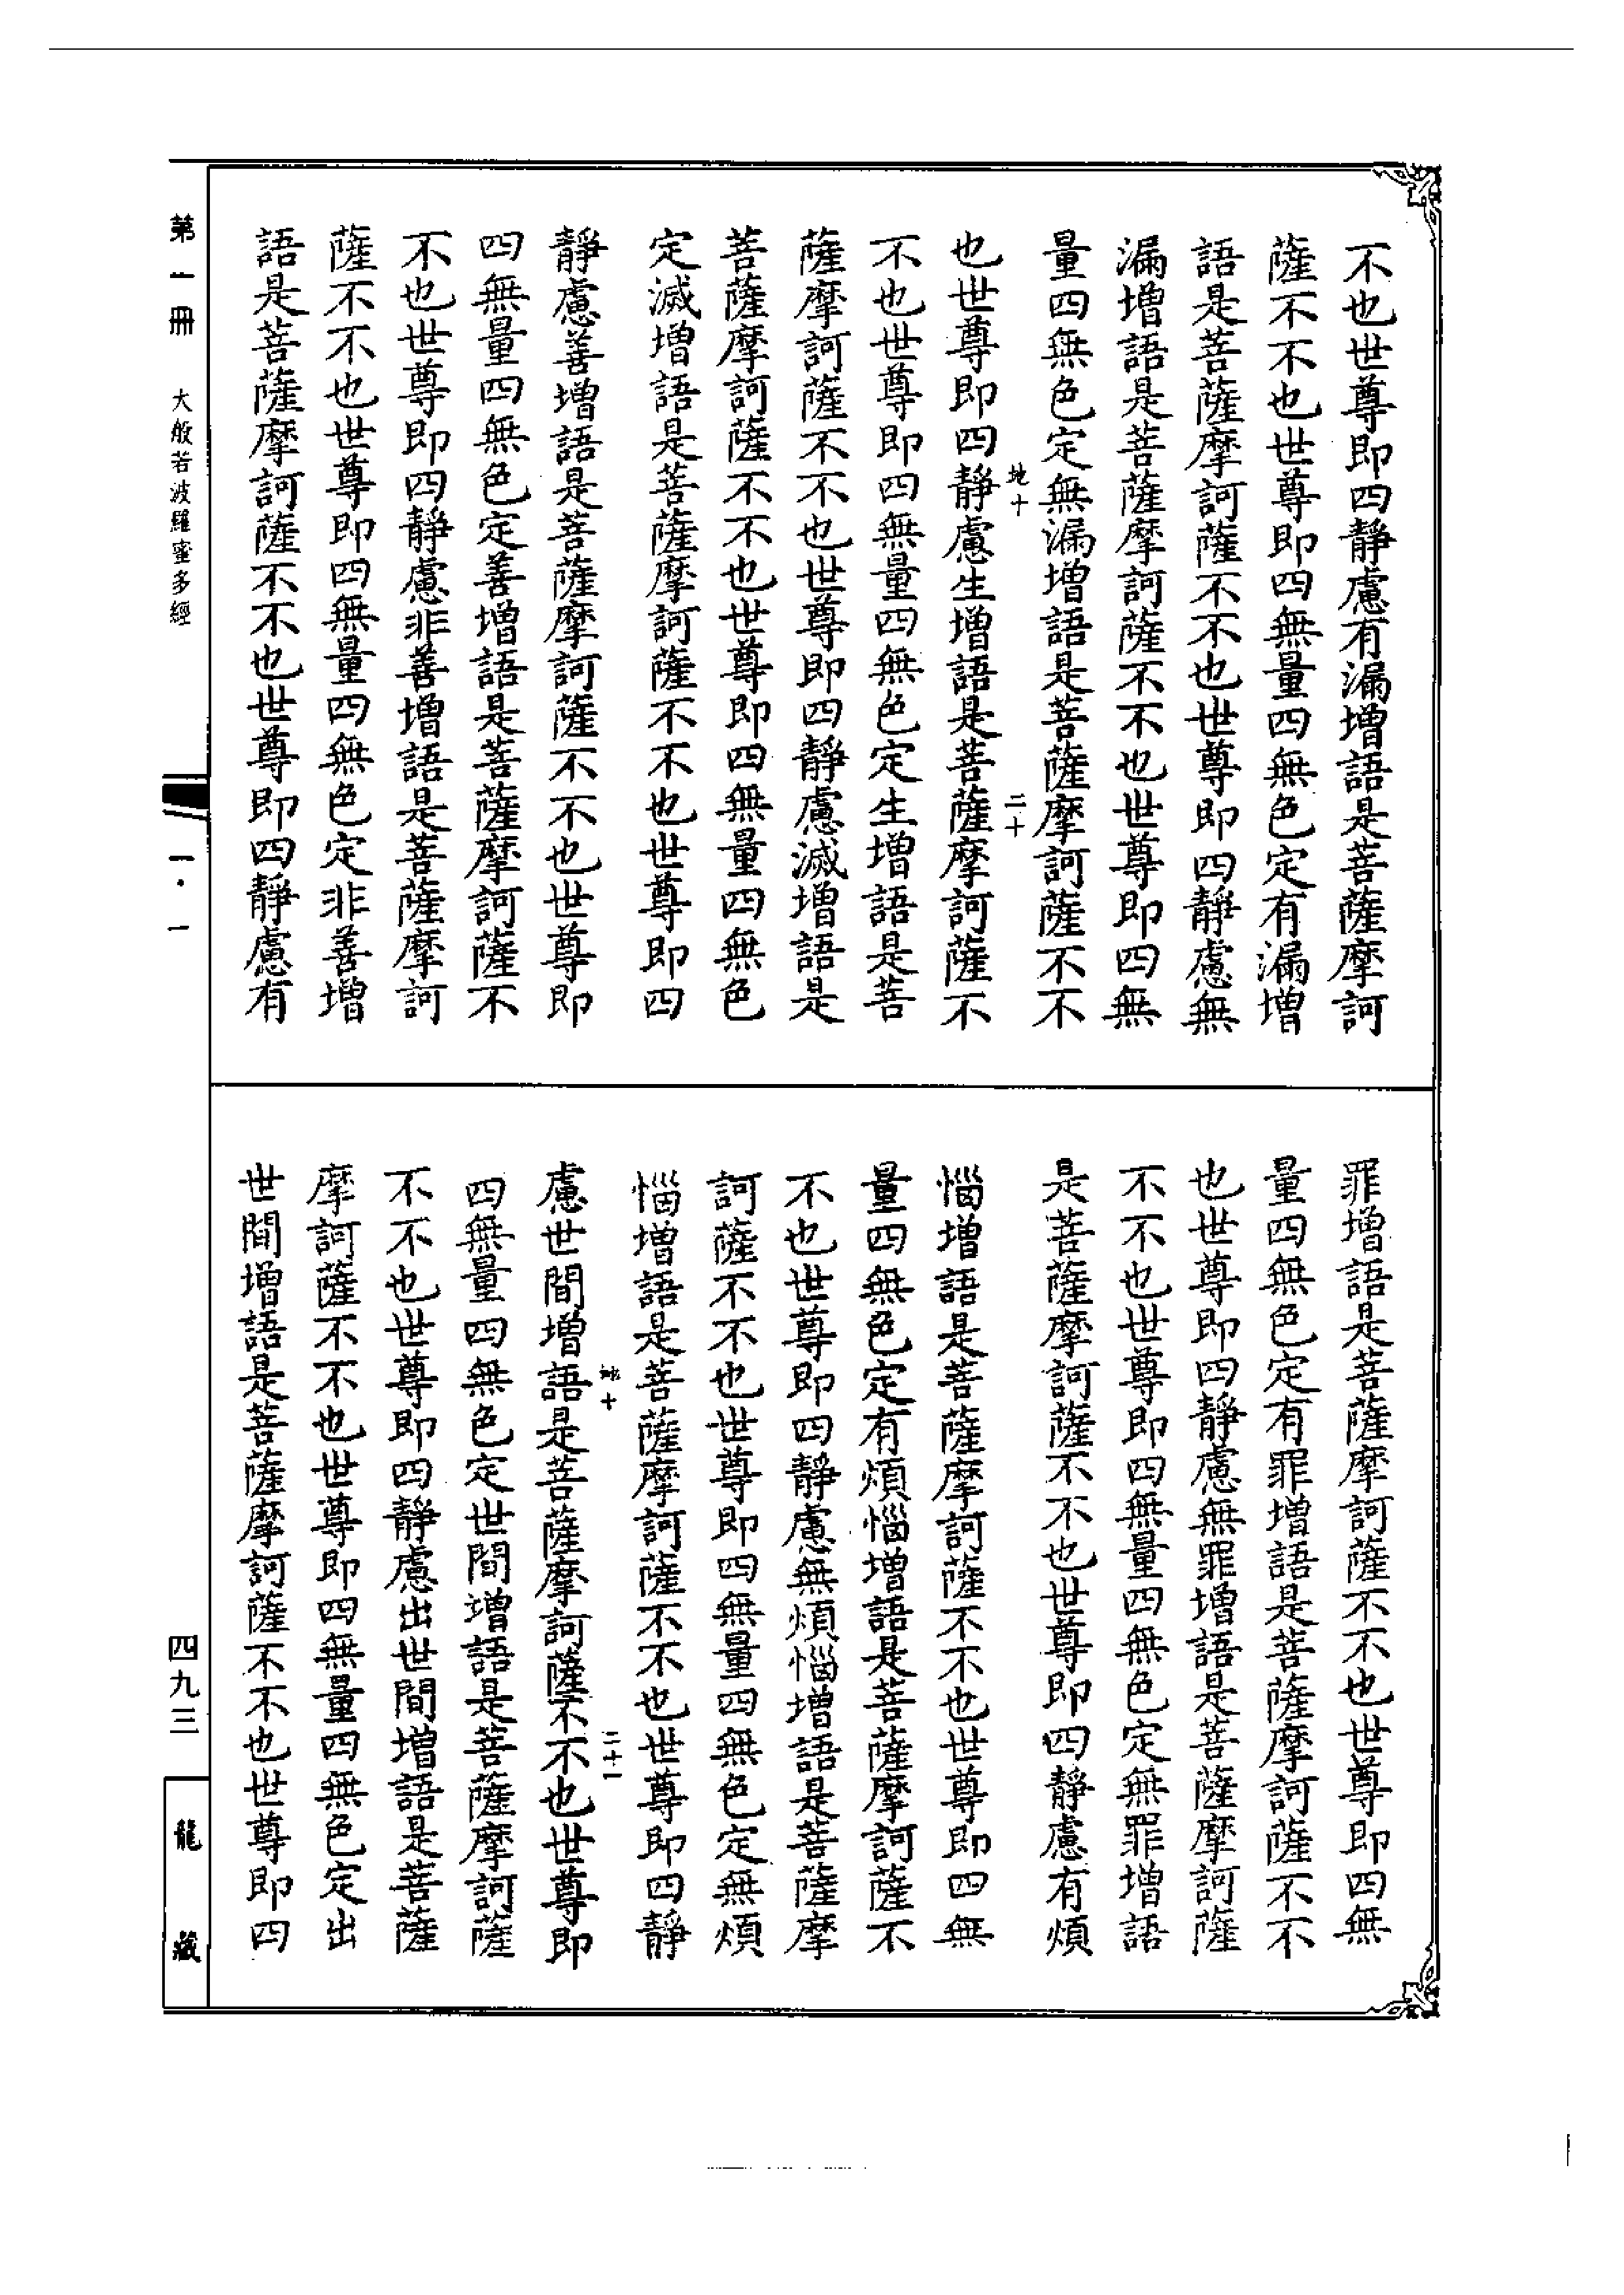 不也世尊即四靜慮有漏增語是菩薩摩訶
薩不不也世尊即四無量四無色定有漏增
語是菩薩摩訶薩不不也世尊即四靜慮無
漏增語是菩薩摩訶薩不不也世尊即四無
量四無色定無漏增語是菩薩摩訶薩不不
地十 二十
也世尊即四靜慮生增語是菩薩摩訶薩不
不也世尊即四無量四無色定生增語是菩
薩摩訶薩不不也世尊即四靜慮滅增語是
菩薩摩訶薩不不也世尊即四無量四無色
定滅增語是菩薩摩訶薩不不也世尊即四
靜慮善增語是菩薩摩訶薩不不也世尊即
四無量四無色定善增語是菩薩摩訶薩不
不也世尊即四靜慮非善增語是菩薩摩訶
薩不不也世尊即四無量四無色定非善增
語是菩薩摩訶薩不不也世尊即四靜慮有
罪增語是菩薩摩訶薩不不也世尊即四無
量四無色定有罪增語是菩薩摩訶薩不不
也世尊即四靜慮無罪增語是菩薩摩訶薩
不不也世尊即四無量四無色定無罪增語
是菩薩摩訶薩不不也世尊即四靜慮有煩
惱增語是菩薩摩訶薩不不也世尊即四無
量四無色定有煩惱增語是菩薩摩訶薩不
不也世尊即四靜慮無煩惱增語是菩薩摩
訶薩不不也世尊即四無量四無色定無煩
惱增語是菩薩摩訶薩不不也世尊即四靜
地十 二十一
慮世間增語是菩薩摩訶薩不不也世尊即
四無量四無色定世間增語是菩薩摩訶薩
不不也世尊即四靜慮出世間增語是菩薩
摩訶薩不不也世尊即四無量四無色定出
世間增語是菩薩摩訶薩不不也世尊即四
第一冊 大般若波羅蜜多經 一·一 四九三 龍藏